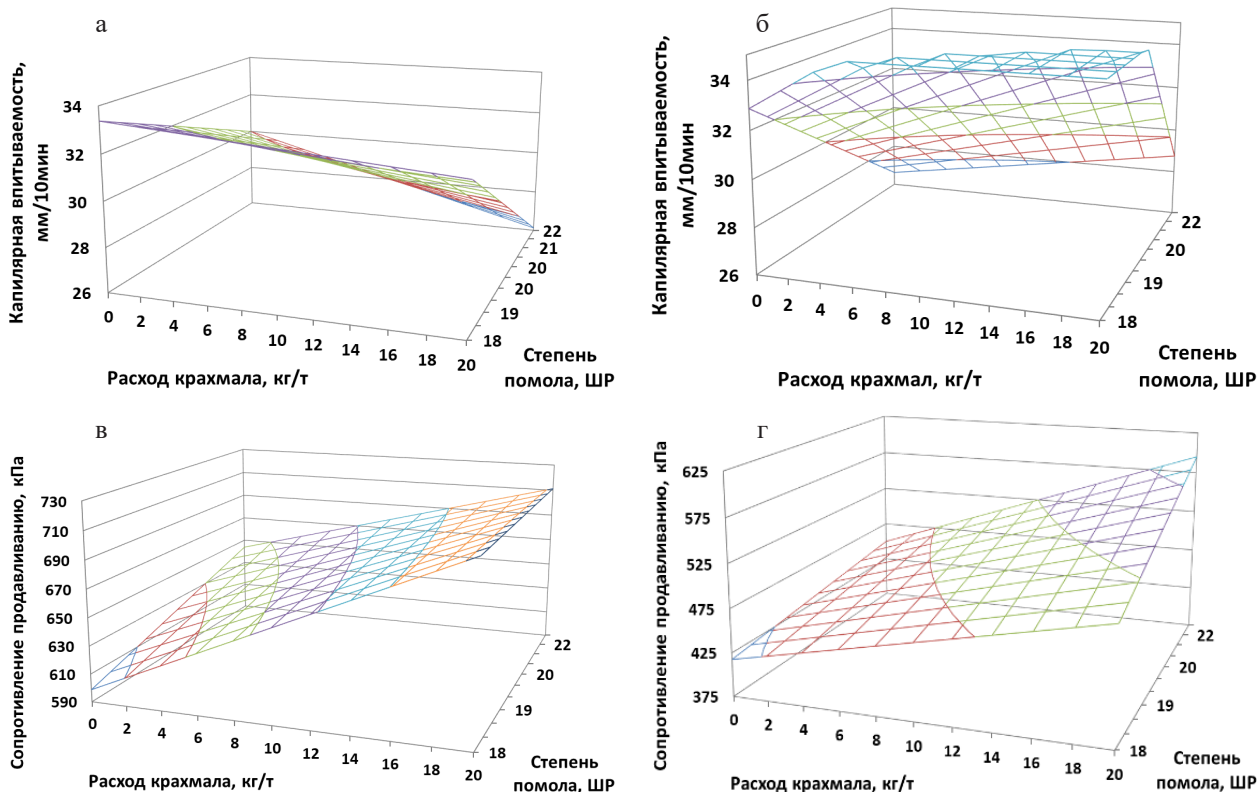 а
Капилярная впитываемость,
мм/10мин
34
32
30
28
26
0 2 4 6 8 10 12 14 16 18 20
Расход крахмала, кг/т
18 19 20 20 21 22
Степень
помола, ШР
б
Капилярная впитываемость,
мм/10мин
34
32
30
28
26
0 2 4 6 8 10 12 14 16 18 20
Расход крахмал, кг/т
18 19 20 20 22
Степень
помола, ШР
в
Сопротивление продавливанию, кПа
730
710
690
670
650
630
610
590
0 2 4 6 8 10 12 14 16 18 20
Расход крахмала, кг/т
18 19 20 22
Степень
помола, ШР
г
Сопротивление продавливанию, кПа
625
575
525
475
425
375
0 2 4 6 8 10 12 14 16 18 20
Расход крахмала, кг/т
18 19 20 22
Степень
помола, ШР